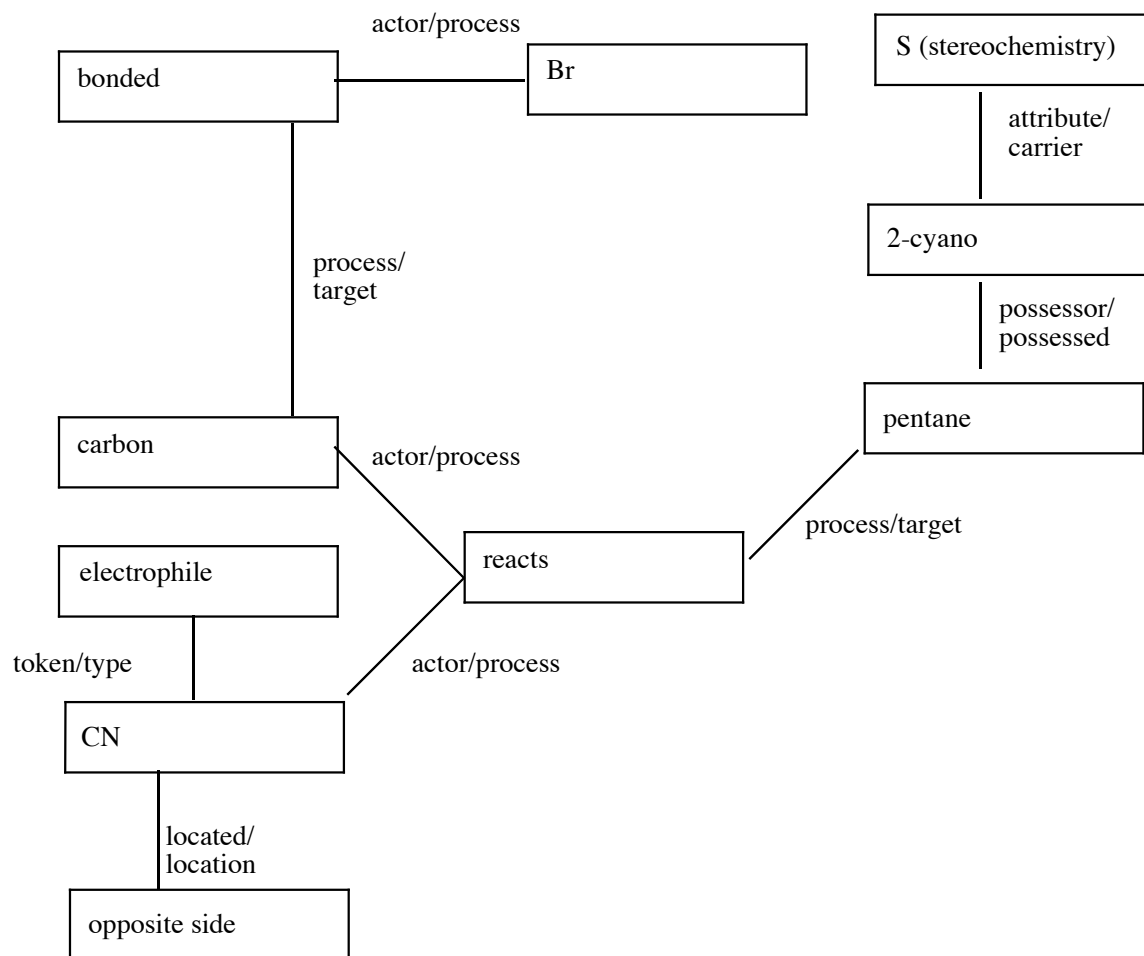 actor/process
S (stereochemistry)
bonded
Br
attribute/
carrier
2-cyano
process/
target
possessor/
possessed
pentane
carbon
actor/process
process/target
reacts
electrophile
token/type
actor/process
CN
located/
location
opposite side